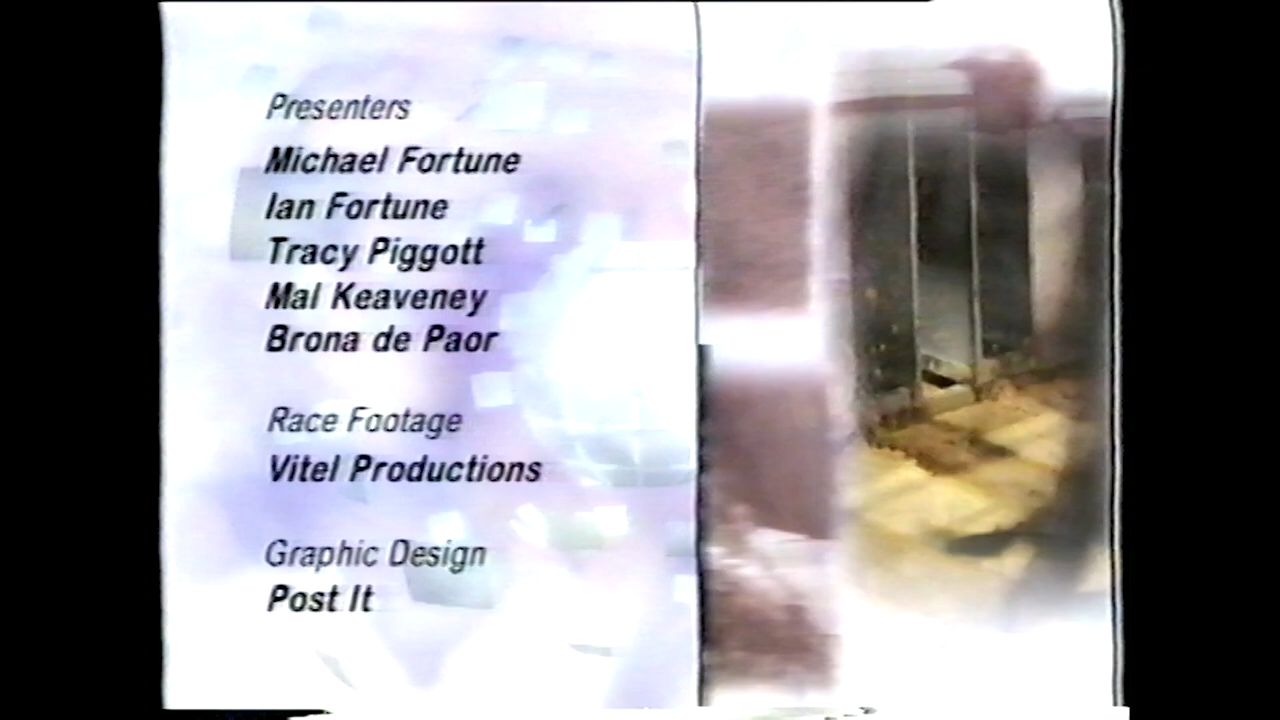 Presenters
Michael Fortune
Ian Fortune
Tracy Piggott
Mal Keaveney
Brona de Paor
Race Footage
Vitel Productions
Graphic Design
Post It